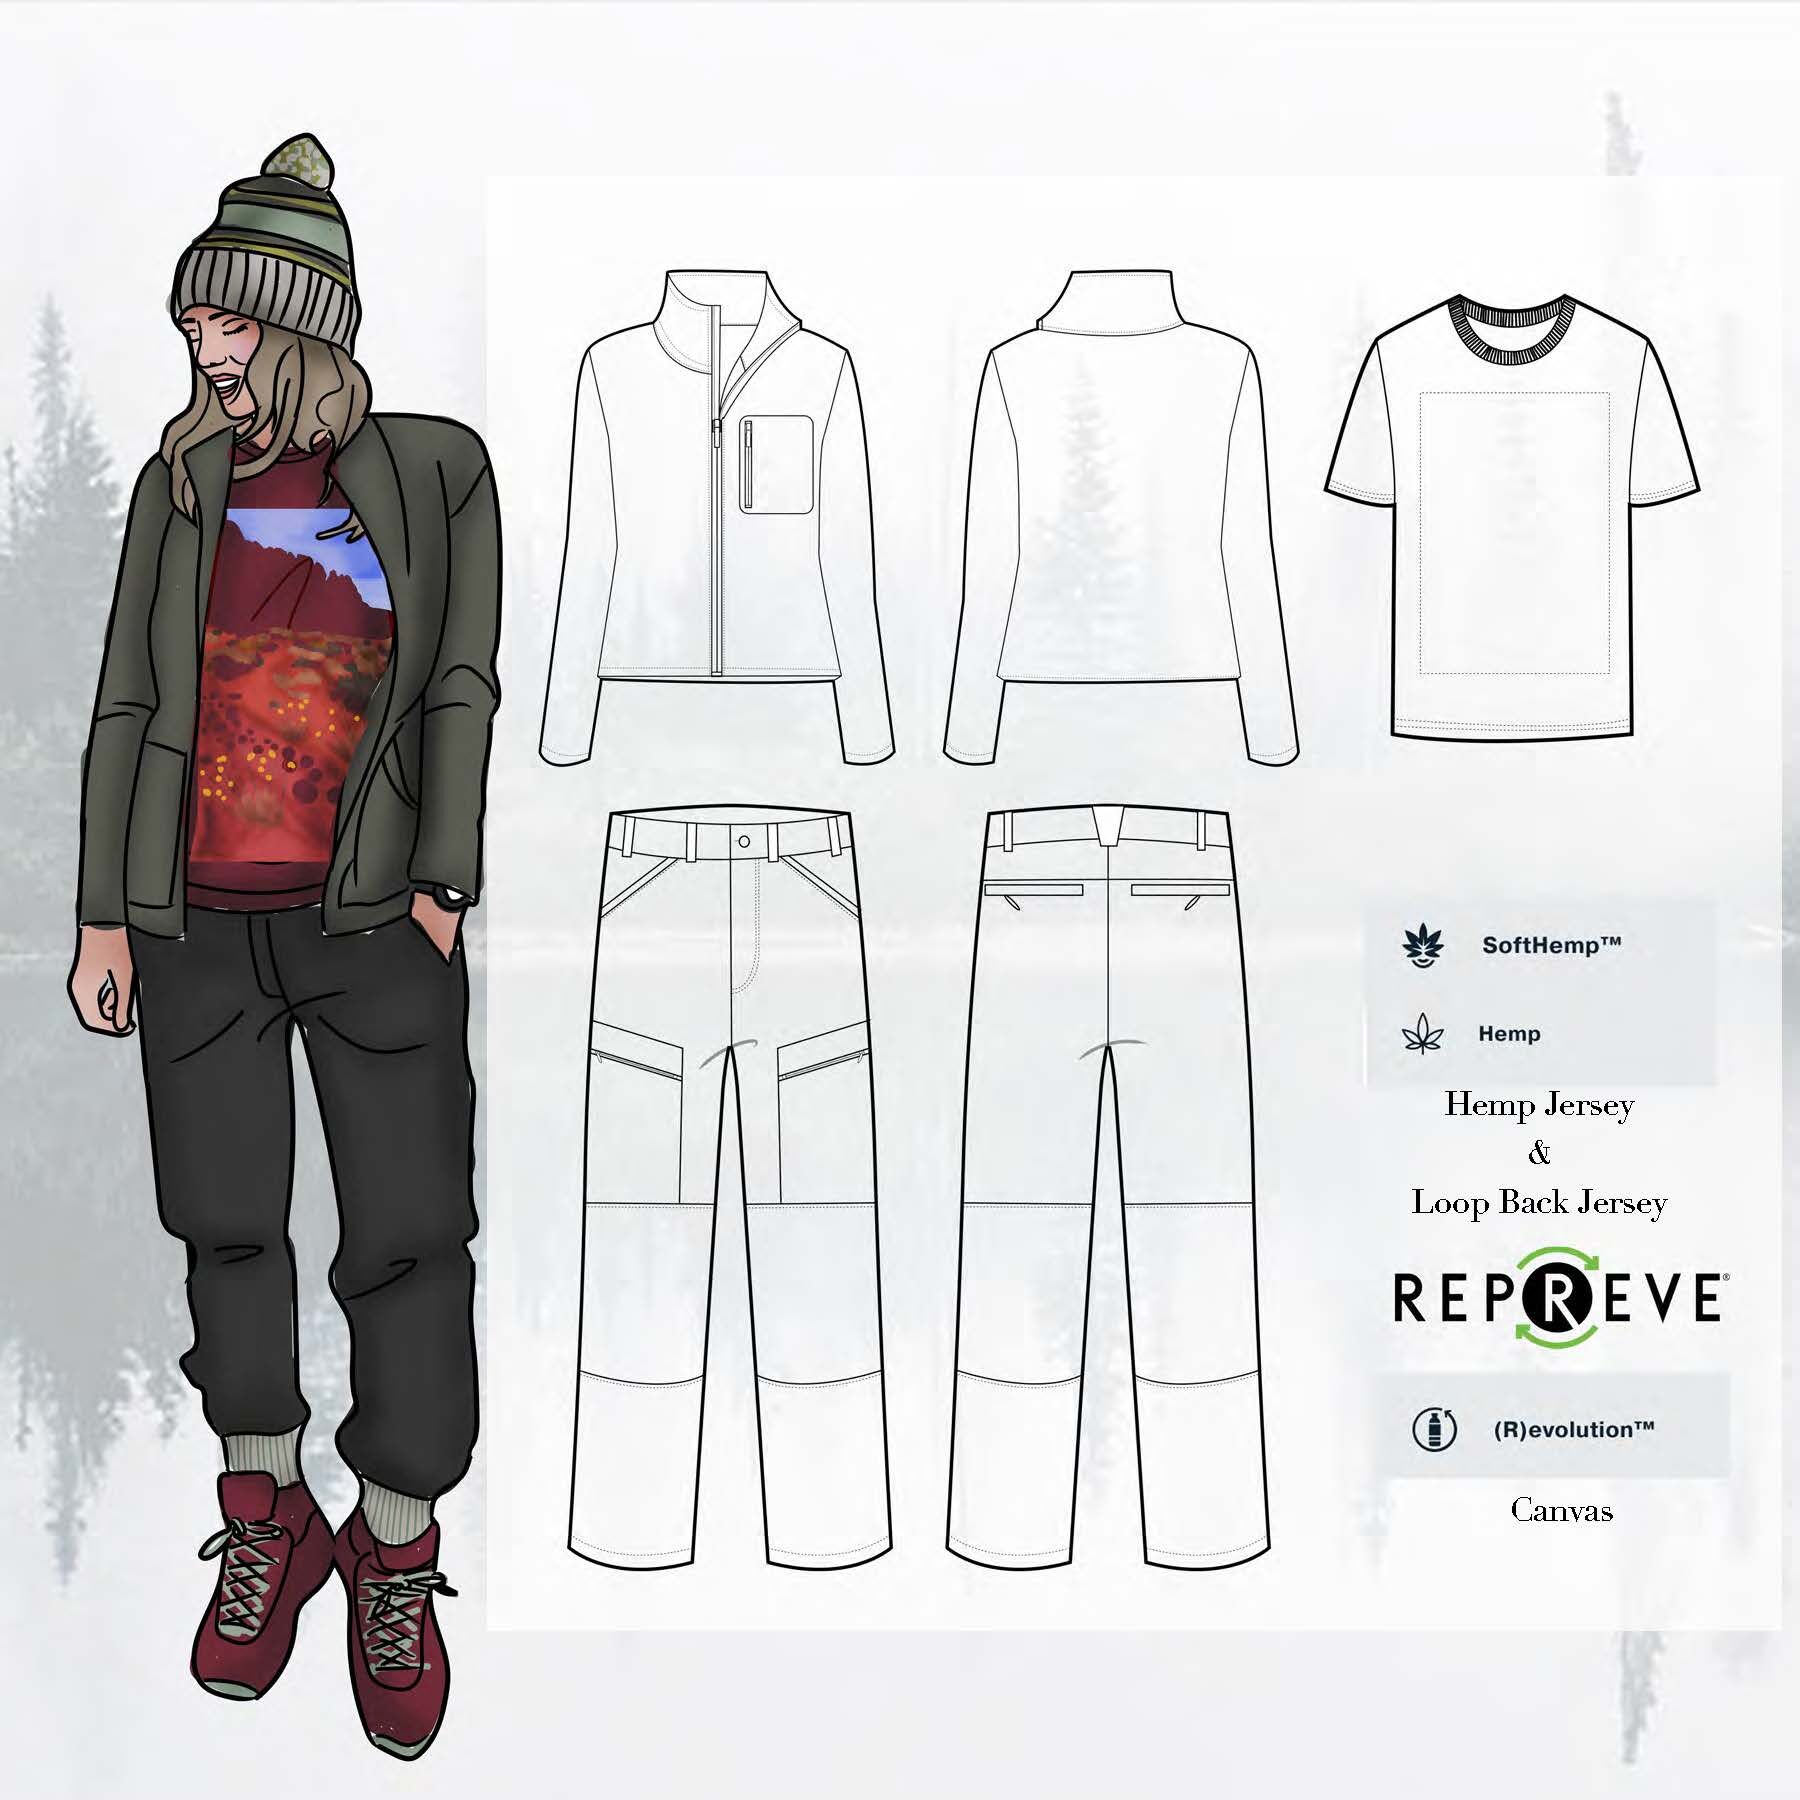 SoftHemp™
Hemp
Hemp Jersey
&
Loop Back Jersey
REPREVE®
(R)evolution™
Canvas